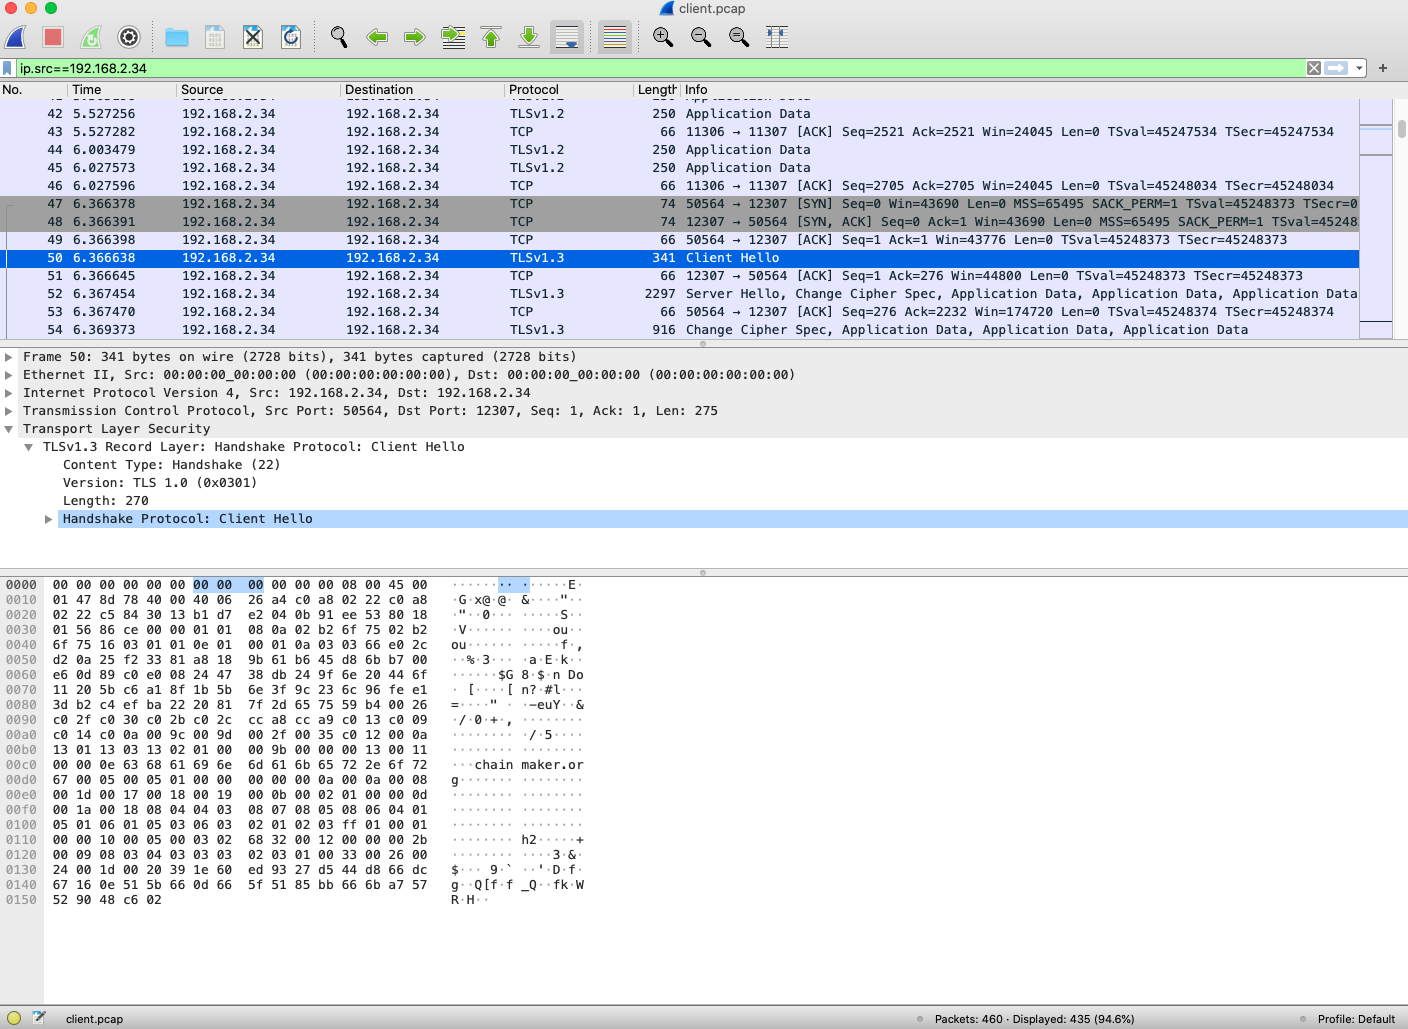 client.pcap
ip.src==192.168.2.34
No. Time Source Destination Protocol Length Info
42 5.527256 192.168.2.34 192.168.2.34 TLSv1.2 250 Application Data
43 5.527282 192.168.2.34 192.168.2.34 TCP 66 11306 → 11307 [ACK] Seq=2521 Ack=2521 Win=24045 Len=0 TSval=45247534 TSecr=45247534
44 6.003479 192.168.2.34 192.168.2.34 TLSv1.2 250 Application Data
45 6.027573 192.168.2.34 192.168.2.34 TLSv1.2 250 Application Data
46 6.027596 192.168.2.34 192.168.2.34 TCP 66 11306 → 11307 [ACK] Seq=2705 Ack=2705 Win=24045 Len=0 TSval=45248034 TSecr=45248034
47 6.366378 192.168.2.34 192.168.2.34 TCP 74 50564 → 12307 [SYN] Seq=0 Win=43690 Len=0 MSS=65495 SACK_PERM=1 TSval=45248373 TSecr=0
48 6.366391 192.168.2.34 192.168.2.34 TCP 74 12307 → 50564 [SYN, ACK] Seq=0 Ack=1 Win=43690 Len=0 MSS=65495 SACK_PERM=1 TSval=45248
49 6.366398 192.168.2.34 192.168.2.34 TCP 66 50564 → 12307 [ACK] Seq=1 Ack=1 Win=43776 Len=0 TSval=45248373 TSecr=45248373
50 6.366638 192.168.2.34 192.168.2.34 TLSv1.3 341 Client Hello
51 6.366645 192.168.2.34 192.168.2.34 TCP 66 12307 → 50564 [ACK] Seq=1 Ack=276 Win=44800 Len=0 TSval=45248373 TSecr=45248373
52 6.367454 192.168.2.34 192.168.2.34 TLSv1.3 2297 Server Hello, Change Cipher Spec, Application Data, Application Data, Application Data
53 6.367470 192.168.2.34 192.168.2.34 TCP 66 50564 → 12307 [ACK] Seq=276 Ack=2232 Win=174720 Len=0 TSval=45248374 TSecr=45248374
54 6.369373 192.168.2.34 192.168.2.34 TLSv1.3 916 Change Cipher Spec, Application Data, Application Data, Application Data
Frame 50: 341 bytes on wire (2728 bits), 341 bytes captured (2728 bits)
Ethernet II, Src: 00:00:00_00:00:00 (00:00:00:00:00:00), Dst: 00:00:00_00:00:00 (00:00:00:00:00:00)
Internet Protocol Version 4, Src: 192.168.2.34, Dst: 192.168.2.34
Transmission Control Protocol, Src Port: 50564, Dst Port: 12307, Seq: 1, Ack: 1, Len: 275
Transport Layer Security
TLSv1.3 Record Layer: Handshake Protocol: Client Hello
Content Type: Handshake (22)
Version: TLS 1.0 (0x0301)
Length: 270
Handshake Protocol: Client Hello
0000 00 00 00 00 00 00 00 00 00 00 00 00 08 00 45 00 ········ ······E·
0010 01 47 8d 78 40 00 40 06 26 a4 c0 a8 02 22 c0 a8 ·G·x@·@· &····"··
0020 02 22 c5 84 30 13 b1 d7 e2 04 0b 91 ee 53 80 18 ·"··0··· ·····S··
0030 01 56 86 ce 00 00 01 01 08 0a 02 b2 6f 75 02 b2 ·V······ ····ou··
0040 6f 75 16 03 01 01 0e 01 00 01 0a 03 03 66 e0 2c ou······ ·····f·,
0050 d2 0a 25 f2 33 81 a8 18 9b 61 b6 45 d8 6b b7 00 ··%·3··· ·a·E·k··
0060 e6 0d 89 c0 e0 08 24 47 38 db 24 9f 6e 20 44 6f ······$G 8·$·n Do
0070 11 20 5b c6 a1 8f 1b 5b 6e 3f 9c 23 6c 96 fe e1 · [····[ n?·#l···
0080 3d b2 c4 ef ba 22 20 81 7f 2d 65 75 59 b4 00 26 =····" · ·-euY··&
0090 c0 2f c0 30 c0 2b c0 2c cc a8 cc a9 c0 13 c0 09 ·/·0·+·, ········
00a0 c0 14 c0 0a 00 9c 00 9d 00 2f 00 35 c0 12 00 0a ········ ·/·5····
00b0 13 01 13 03 13 02 01 00 00 9b 00 00 00 13 00 11 ········ ········
00c0 00 00 0e 63 68 61 69 6e 6d 61 6b 65 72 2e 6f 72 ···chain maker.or
00d0 67 00 05 00 05 01 00 00 00 00 00 0a 00 0a 00 08 g······· ········
00e0 00 1d 00 17 00 18 00 19 00 0b 00 02 01 00 00 0d ········ ········
00f0 00 1a 00 18 08 04 04 03 08 07 08 05 08 06 04 01 ········ ········
0100 05 01 06 01 05 03 06 03 02 01 02 03 ff 01 00 01 ········ ········
0110 00 00 10 00 05 00 03 02 68 32 00 12 00 00 00 2b ········ h2·····+
0120 00 09 08 03 04 03 03 03 02 03 01 00 33 00 26 00 ········ ····3·&·
0130 24 00 1d 00 20 39 1e 60 ed 93 27 d5 44 d8 66 dc $··· 9·` ··'·D·f·
0140 67 16 0e 51 5b 66 0d 66 5f 51 85 bb 66 6b a7 57 g··Q[f·f _Q··fk·W
0150 52 90 48 c6 02 R·H··
client.pcap Packets: 460 · Displayed: 435 (94.6%) Profile: Default